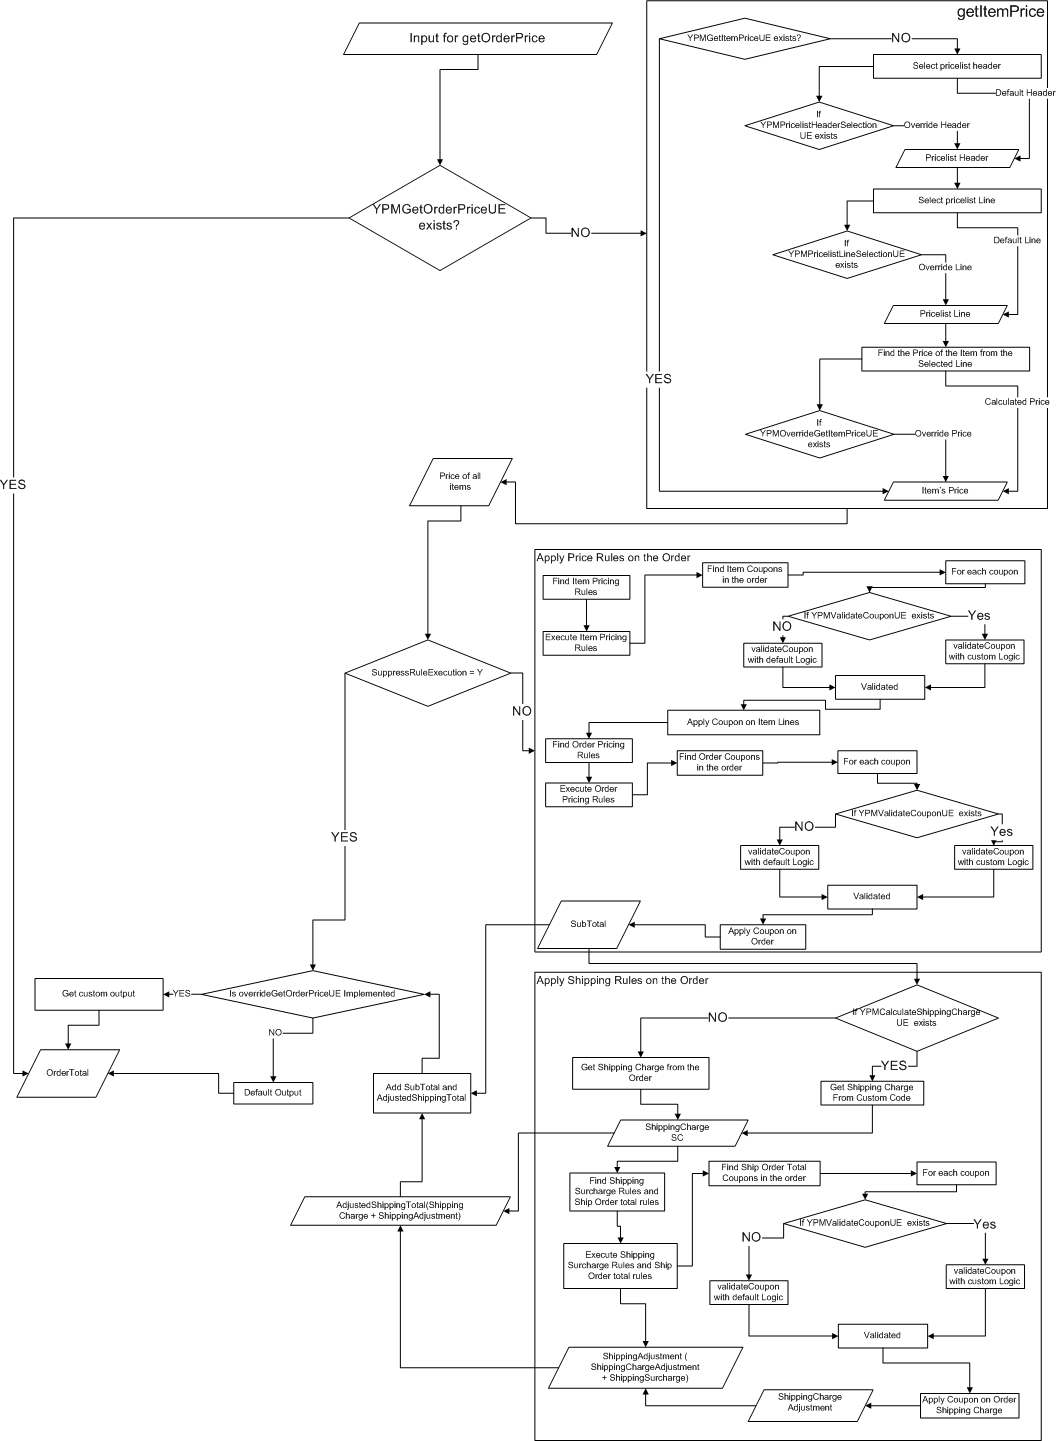 getItemPrice
Input for getOrderPrice
YPMGetItemPriceUE exists?
NO
Select pricelist header
Default Header
If
YPMPricelistHeaderSelection
UE exists
Override Header
Pricelist Header
YPMGetOrderPriceUE
exists?
NO
Select pricelist Line
Default Line
If
YPMPricelistLineSelectionUE
exists
Override Line
Pricelist Line
Find the Price of the Item from the
Selected Line
YES
Calculated Price
If
YPMOverrideGetItemPriceUE
exists
Override Price
Item's Price
YES
Price of all
items
Apply Price Rules on the Order
Find Item Pricing
Rules
Find Item Coupons
in the order
For each coupon
If YPMValidateCouponUE exists
NO
Yes
Execute Item Pricing
Rules
validateCoupon
with default Logic
validateCoupon
with custom Logic
SuppressRuleExecution = Y
Validated
NO
Apply Coupon on Item Lines
Find Order Pricing
Rules
Find Order Coupons
in the order
For each coupon
Execute Order
Pricing Rules
If YPMValidateCouponUE exists
NO
Yes
YES
validateCoupon
with default Logic
validateCoupon
with custom Logic
Validated
SubTotal
Apply Coupon on
Order
Apply Shipping Rules on the Order
Get custom output
YES
Is overrideGetOrderPriceUE Implemented
NO
If YPMCalculateShippingCharge
UE exists
NO
YES
OrderTotal
Default Output
Add SubTotal and
AdjustedShippingTotal
Get Shipping Charge from the
Order
Get Shipping Charge
From Custom Code
ShippingCharge
SC
Find Shipping
Surcharge Rules and
Ship Order total rules
Find Ship Order Total
Coupons in the order
For each coupon
AdjustedShippingTotal(Shipping
Charge + ShippingAdjustment)
If YPMValidateCouponUE exists
NO
Yes
Execute Shipping
Surcharge Rules and Ship
Order total rules
validateCoupon
with default Logic
validateCoupon
with custom Logic
Validated
ShippingAdjustment (
ShippingChargeAdjustment
+ ShippingSurcharge)
ShippingCharge
Adjustment
Apply Coupon on Order
Shipping Charge